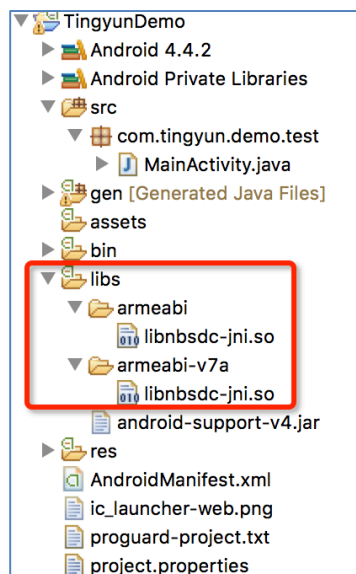 TingyunDemo
Android 4.4.2
Android Private Libraries
src
com.tingyun.demo.test
MainActivity.java
gen [Generated Java Files]
assets
bin
libs
armeabi
libnbsdc-jni.so
armeabi-v7a
libnbsdc-jni.so
android-support-v4.jar
res
AndroidManifest.xml
ic_launcher-web.png
proguard-project.txt
project.properties